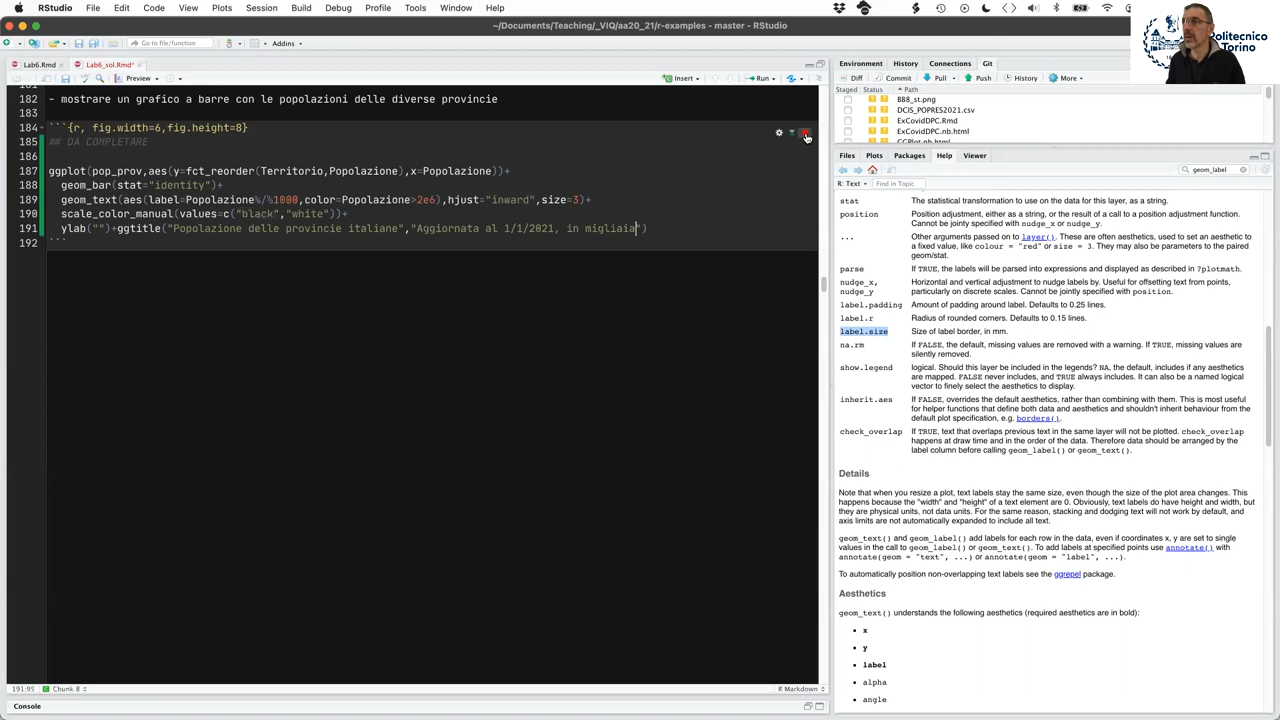 RStudio File Edit Code View Plots Session Build Debug Profile Tools Window Help
~/Documents/Teaching/_VIQ/aa20_21/r-examples - master - RStudio
Go to file/function Addins
Politecnico
Torino
Lab6.Rmd Lab6_sol.Rmd*
Environment History Connections Git
Preview Insert Run
Diff Commit Pull Push History More
Staged Status Path
BB8_st.png
DCIS_POPRES2021.csv
ExCovidDPC.Rmd
ExCovidDPC.nb.html
GGPlot.nb.html
182 - mostrare un grafico a barre con le popolazioni delle diverse provincie
183
184 ```{r, fig.width=6,fig.height=8}
185 ## DA COMPLETARE
186
187 ggplot(pop_prov,aes(y=fct_reorder(Territorio,Popolazione),x=Popolazione))+
188 geom_bar(stat="identity")+
189 geom_text(aes(label=Popolazione%/%1000,color=Popolazione>2e6),hjust="inward",size=3)+
190 scale_color_manual(values=c("black","white"))+
191 ylab("")+ggtitle("Popolazione delle provincie italiane","Aggiornata al 1/1/2021, in migliaia")
192 ```
191:95 Chunk 8 R Markdown
Console
Files Plots Packages Help Viewer
geom_label
R: Text Find in Topic
stat The statistical transformation to use on the data for this layer, as a string.
position Position adjustment, either as a string, or the result of a call to a position adjustment function.
Cannot be jointly specified with nudge_x or nudge_y.
... Other arguments passed on to layer(). These are often aesthetics, used to set an aesthetic to
a fixed value, like colour = "red" or size = 3. They may also be parameters to the paired
geom/stat.
parse If TRUE, the labels will be parsed into expressions and displayed as described in ?plotmath.
nudge_x, Horizontal and vertical adjustment to nudge labels by. Useful for offsetting text from points,
nudge_y particularly on discrete scales. Cannot be jointly specified with position.
label.padding Amount of padding around label. Defaults to 0.25 lines.
label.r Radius of rounded corners. Defaults to 0.15 lines.
label.size Size of label border, in mm.
na.rm If FALSE, the default, missing values are removed with a warning. If TRUE, missing values are
silently removed.
show.legend logical. Should this layer be included in the legends? NA, the default, includes if any aesthetics
are mapped. FALSE never includes, and TRUE always includes. It can also be a named logical
vector to finely select the aesthetics to display.
inherit.aes If FALSE, overrides the default aesthetics, rather than combining with them. This is most useful
for helper functions that define both data and aesthetics and shouldn't inherit behaviour from the
default plot specification, e.g. borders().
check_overlap If TRUE, text that overlaps previous text in the same layer will not be plotted. check_overlap
happens at draw time and in the order of the data. Therefore data should be arranged by the
label column before calling geom_label() or geom_text().
Details
Note that when you resize a plot, text labels stay the same size, even though the size of the plot area changes. This
happens because the "width" and "height" of a text element are 0. Obviously, text labels do have height and width, but
they are physical units, not data units. For the same reason, stacking and dodging text will not work by default, and
axis limits are not automatically expanded to include all text.
geom_text() and geom_label() add labels for each row in the data, even if coordinates x, y are set to single
values in the call to geom_label() or geom_text(). To add labels at specified points use annotate() with
annotate(geom = "text", ...) or annotate(geom = "label", ...).
To automatically position non-overlapping text labels see the ggrepel package.
Aesthetics
geom_text() understands the following aesthetics (required aesthetics are in bold):
• x
• y
• label
• alpha
• angle